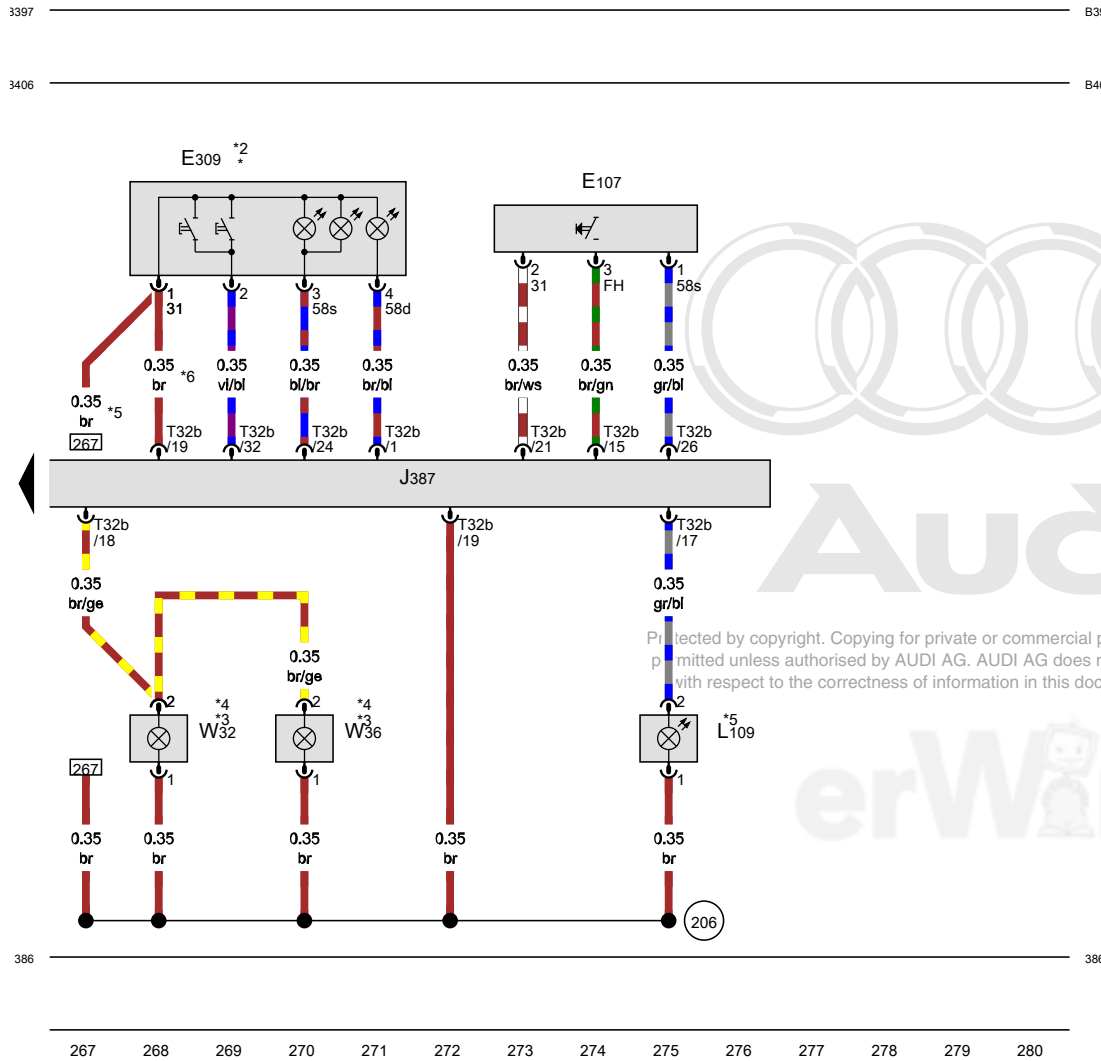 3397 B39
3406 B40
E309 *2
*
E107
1 2 3 4 2 3 1
31 58s 58d 31 FH 58s
0.35 0.35 0.35 0.35 0.35 0.35 0.35
br *6 vi/bl bl/br br/bl br/ws br/gn gr/bl
0.35
br *5
267
T32b T32b T32b T32b T32b T32b T32b
/19 /32 /24 /1 /21 /15 /26
J387
T32b T32b T32b
/18 /19 /17
0.35 0.35
br/ge gr/bl
Audi
Protected by copyright. Copying for private or commercial p
permitted unless authorised by AUDI AG. AUDI AG does n
with respect to the correctness of information in this doc
0.35
br/ge
2 *4 2 *4 2
*3 *3 *5
W32 W36 L109
267
1 1 1
erWi
0.35 0.35 0.35 0.35 0.35
br br br br br
206
386 386
267 268 269 270 271 272 273 274 275 276 277 278 279 280